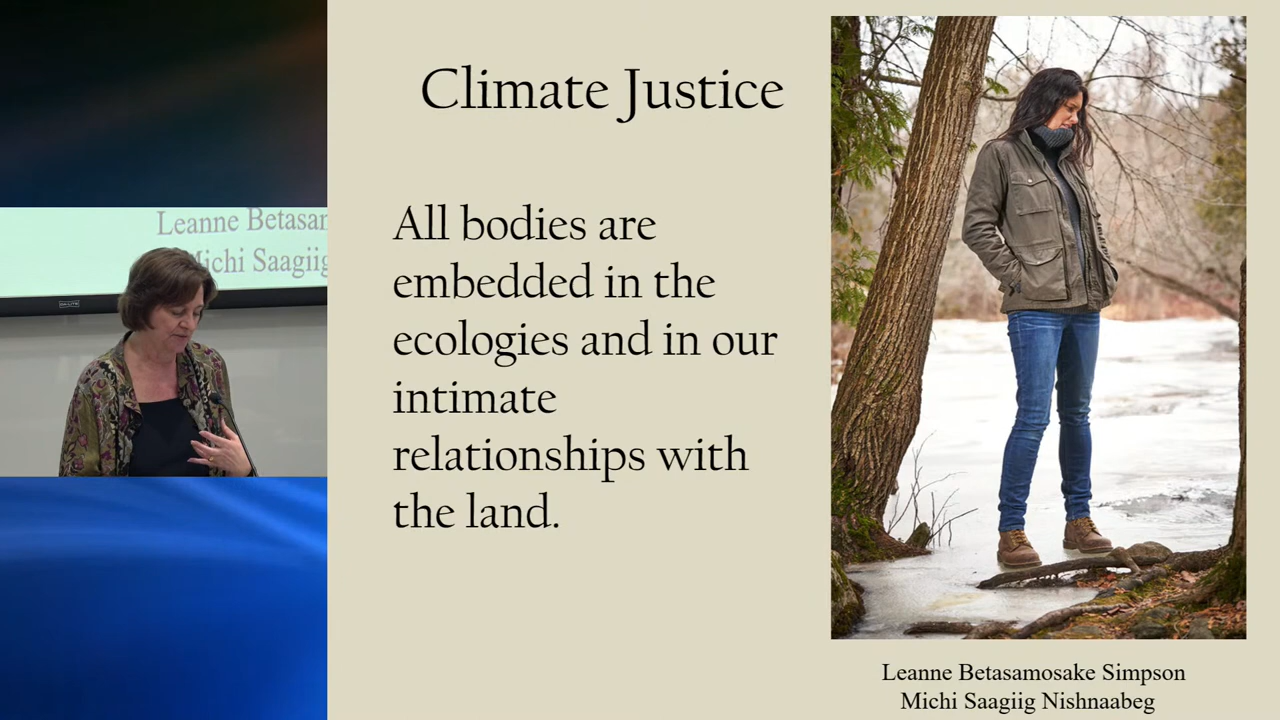 Climate Justice
All bodies are
embedded in the
ecologies and in our
intimate
relationships with
the land.
Leanne Betasamosake Simpson
Michi Saagiig Nishnaabeg
Leanne Betasam
Michi Saagiig